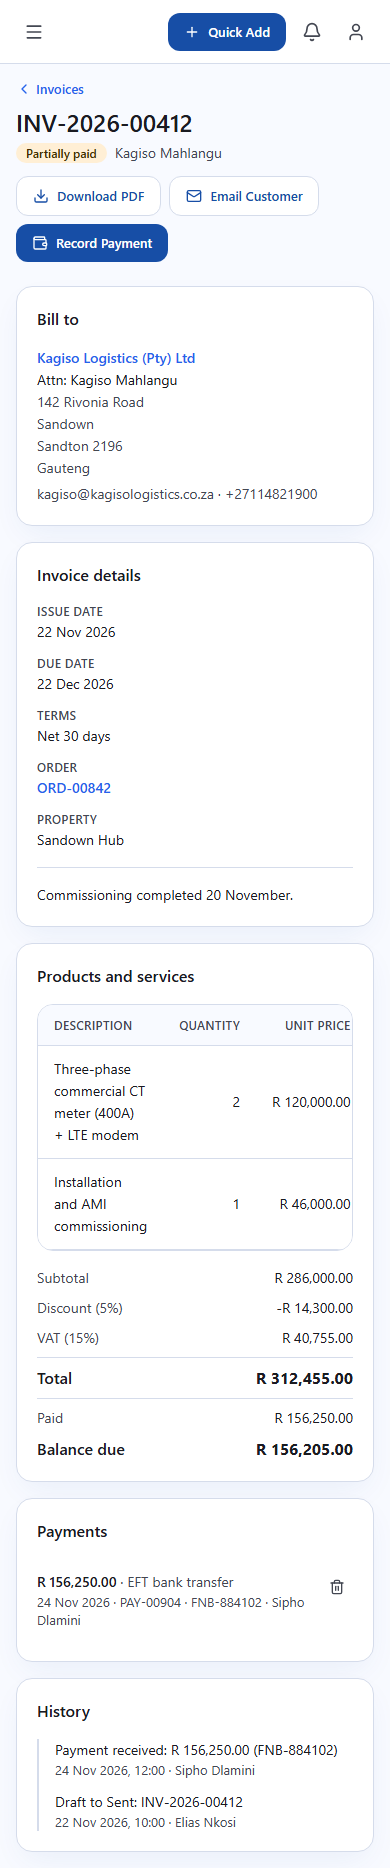 Quick Add
Invoices
INV-2026-00412
Partially paid Kagiso Mahlangu
Download PDF Email Customer
Record Payment
Bill to
Kagiso Logistics (Pty) Ltd
Attn: Kagiso Mahlangu
142 Rivonia Road
Sandown
Sandton 2196
Gauteng
kagiso@kagisologistics.co.za · +27114821900
Invoice details
ISSUE DATE
22 Nov 2026
DUE DATE
22 Dec 2026
TERMS
Net 30 days
ORDER
ORD-00842
PROPERTY
Sandown Hub
Commissioning completed 20 November.
Products and services
DESCRIPTION QUANTITY UNIT PRICE
Three-phase
commercial CT
meter (400A)
+ LTE modem
2 R 120,000.00
Installation
and AMI
commissioning
1 R 46,000.00
Subtotal R 286,000.00
Discount (5%) -R 14,300.00
VAT (15%) R 40,755.00
Total R 312,455.00
Paid R 156,250.00
Balance due R 156,205.00
Payments
R 156,250.00 · EFT bank transfer
24 Nov 2026 · PAY-00904 · FNB-884102 · Sipho
Dlamini
History
Payment received: R 156,250.00 (FNB-884102)
24 Nov 2026, 12:00 · Sipho Dlamini
Draft to Sent: INV-2026-00412
22 Nov 2026, 10:00 · Elias Nkosi